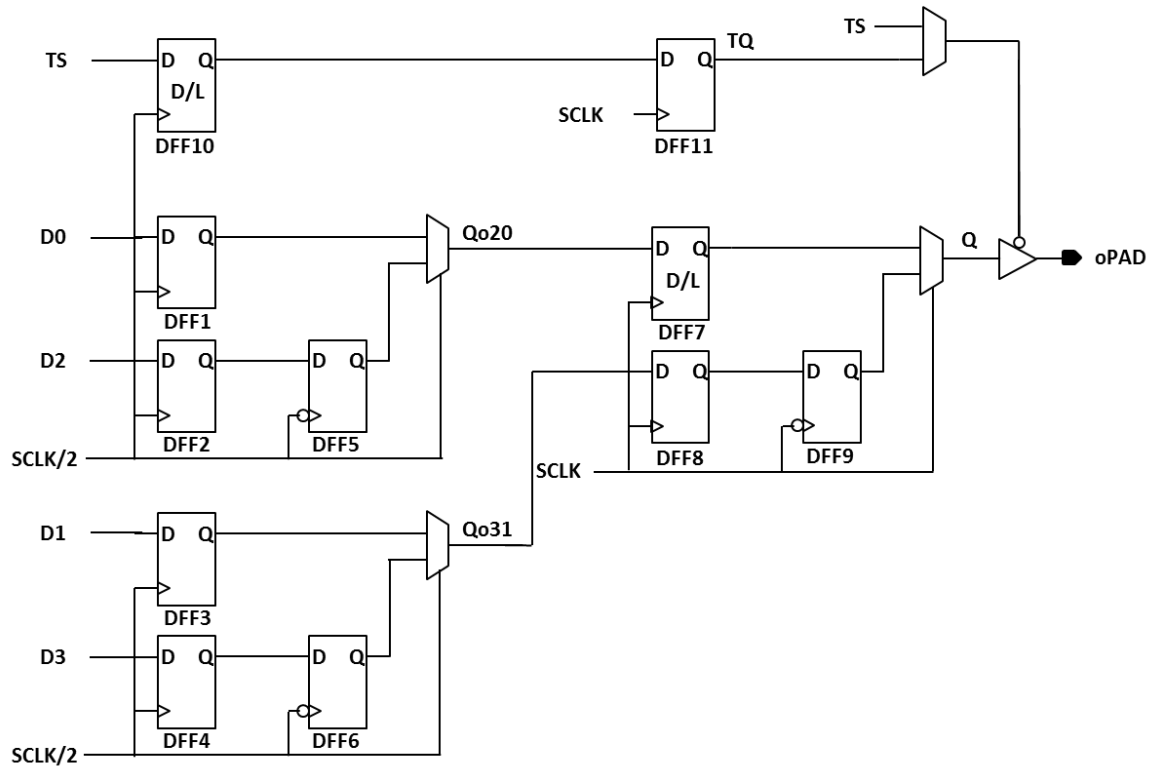 TS
TS D Q D Q TQ
D/L
SCLK
DFF10 DFF11
D0 D Q Qo20 D Q Q oPAD
D/L
DFF1 DFF7
D2 D Q D Q D Q D Q
DFF2 DFF5 DFF8 DFF9
SCLK/2 SCLK
D1 D Q Qo31
DFF3
D3 D Q D Q
DFF4 DFF6
SCLK/2